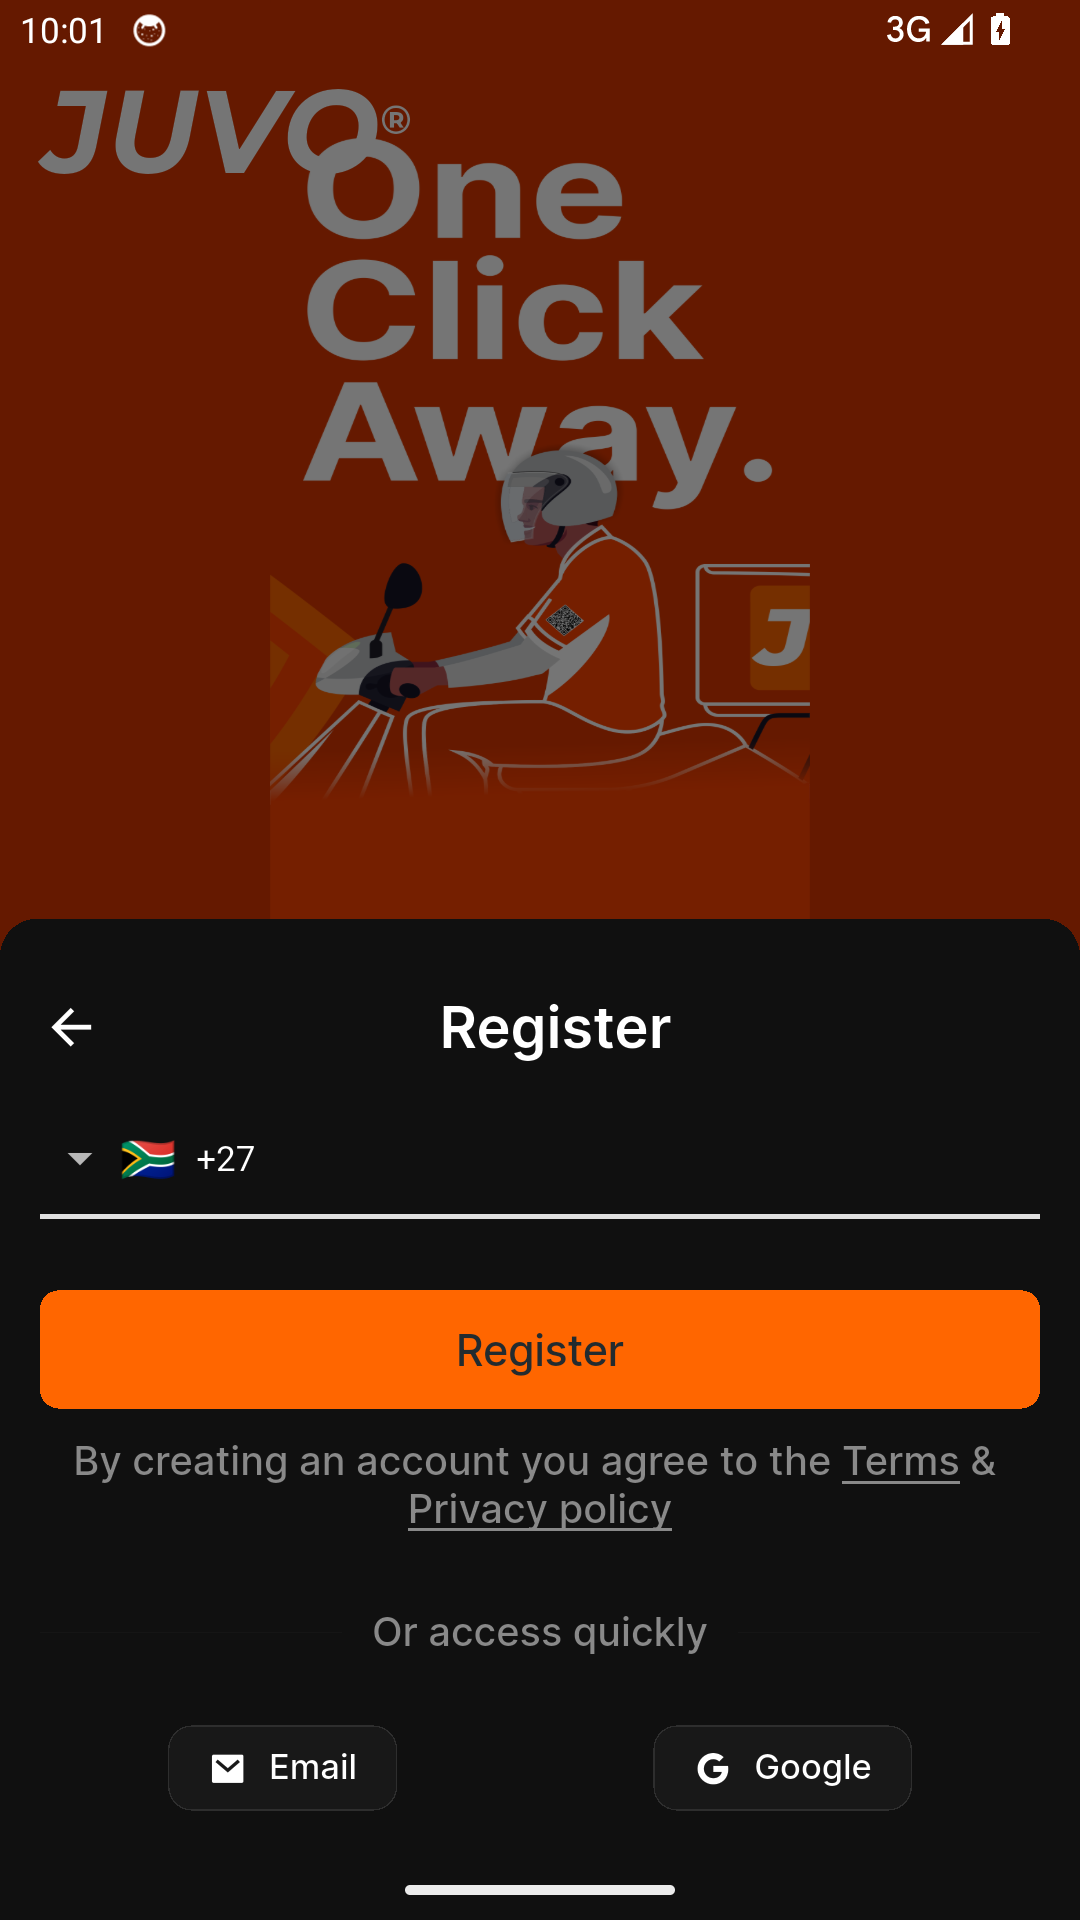 10:01
3G
JUVO®
One
Click
Away.
J
Register
+27
Register
By creating an account you agree to the Terms &
Privacy policy
Or access quickly
Email
Google